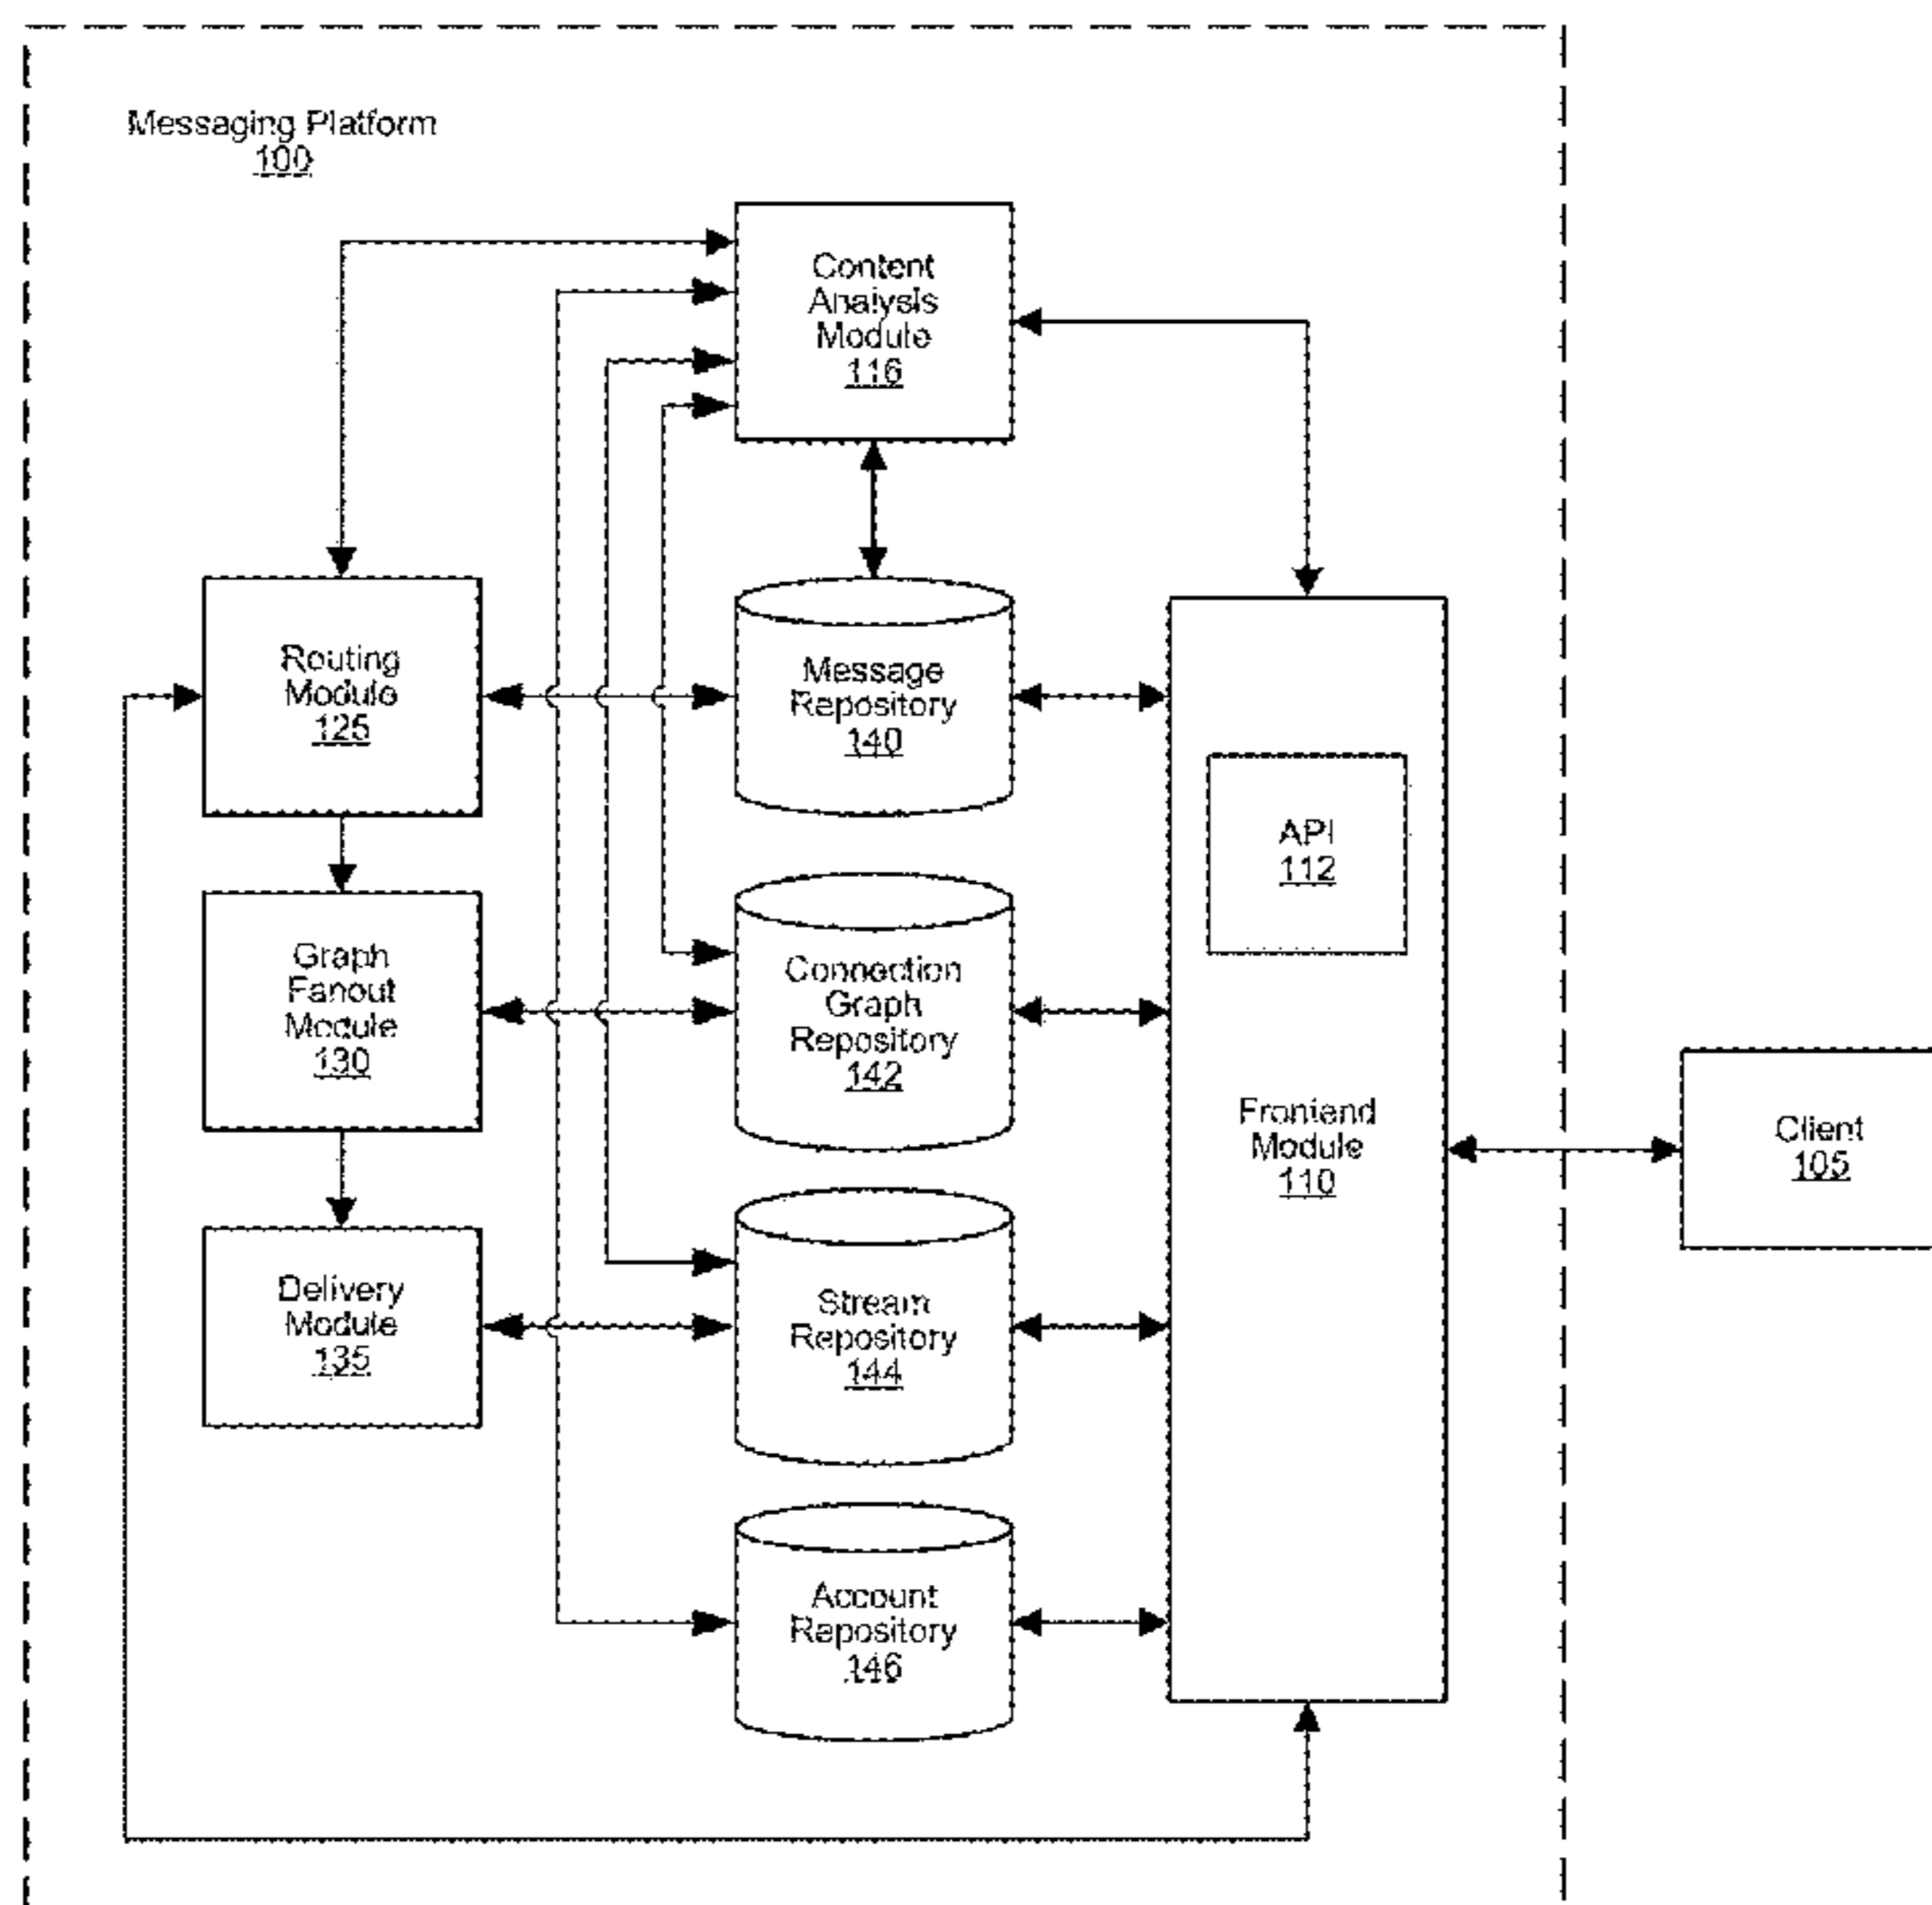 Messaging Platform
100
Content
Analysis
Module
116
Routing
Module
125
Message
Repository
140
API
112
Graph
Fanout
Module
130
Connection
Graph
Repository
142
Frontend
Module
110
Client
105
Delivery
Module
135
Stream
Repository
144
Account
Repository
146